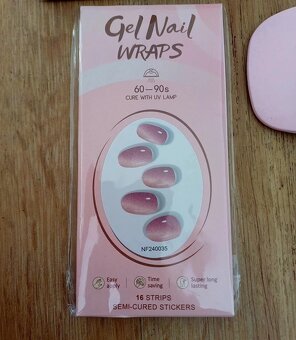 Gel Nail
WRAPS
60—90s
CURE WITH UV LAMP
NF240035
Easy
apply
Time
saving
Super long
lasting
16 STRIPS
SEMI-CURED STICKERS